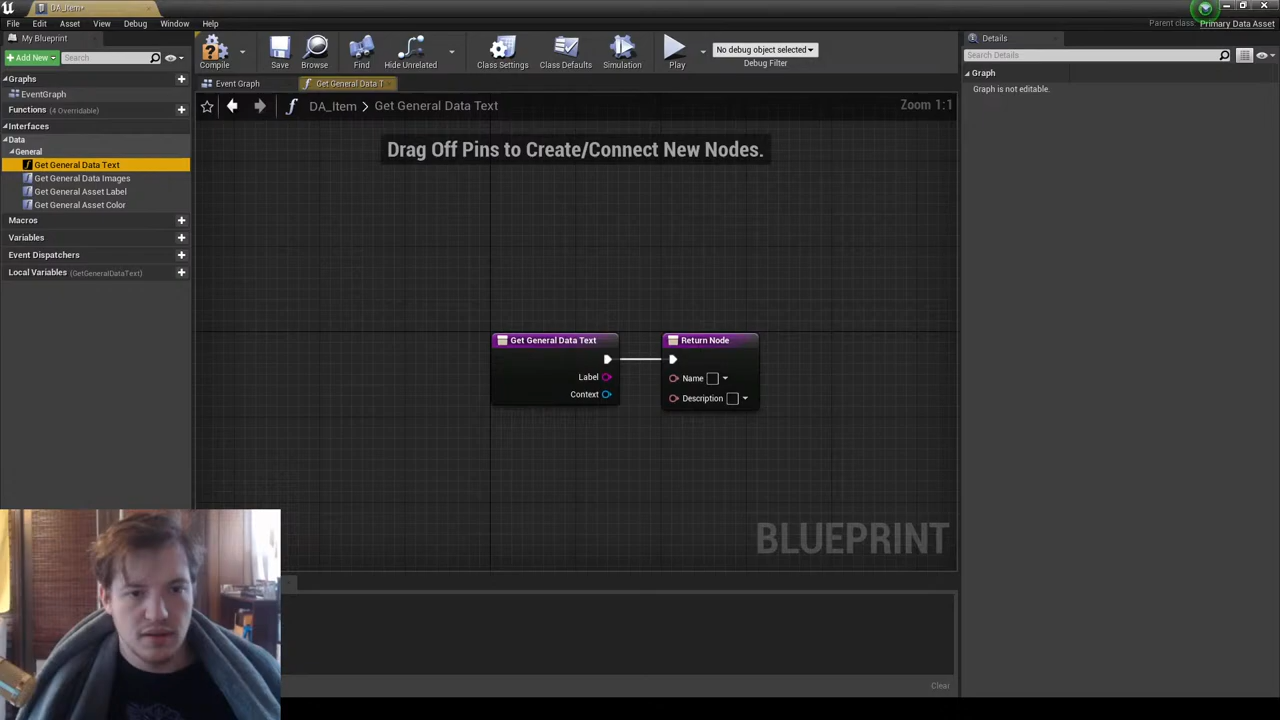 DA_Item*
File Edit Asset View Debug Window Help
Parent class: Primary Data Asset
My Blueprint
Add New
Search
Compile
Save
Browse
Find
Hide Unrelated
Class Settings
Class Defaults
Simulation
Play
No debug object selected
Debug Filter
Details
Search Details
Graph
Graph is not editable.
Graphs
EventGraph
Functions (4 Overridable)
Interfaces
Data
General
Get General Data Text
Get General Data Images
Get General Asset Label
Get General Asset Color
Macros
Variables
Event Dispatchers
Local Variables (GetGeneralDataText)
Event Graph
Get General Data T
DA_Item > Get General Data Text
Zoom 1:1
Drag Off Pins to Create/Connect New Nodes.
Get General Data Text
Label
Context
Return Node
Name
Description
BLUEPRINT
Clear